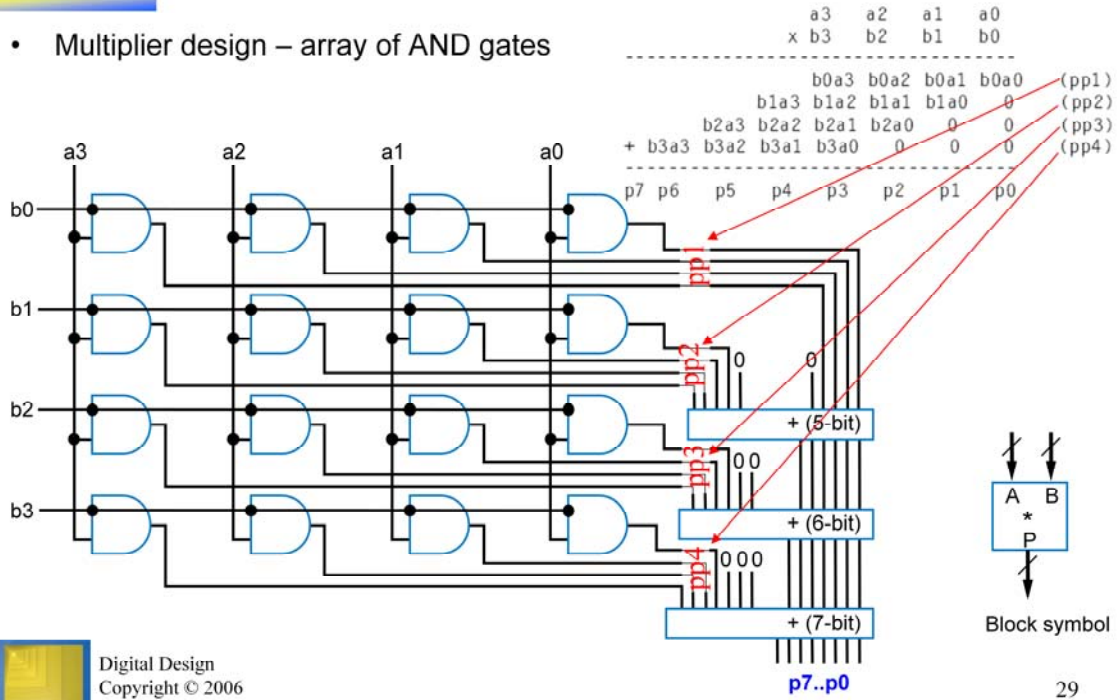 • Multiplier design – array of AND gates
a3 a2 a1 a0
x b3 b2 b1 b0
b0a3 b0a2 b0a1 b0a0 (pp1)
b1a3 b1a2 b1a1 b1a0 0 (pp2)
b2a3 b2a2 b2a1 b2a0 0 0 (pp3)
+ b3a3 b3a2 b3a1 b3a0 0 0 0 (pp4)
p7 p6 p5 p4 p3 p2 p1 p0
a3 a2 a1 a0
b0
pp1
b1
pp2
0 0
+ (5-bit)
b2
pp3
0 0
+ (6-bit)
b3
pp4
0 0 0
+ (7-bit)
p7..p0
A B
*
P
Block symbol
Digital Design
Copyright © 2006
29